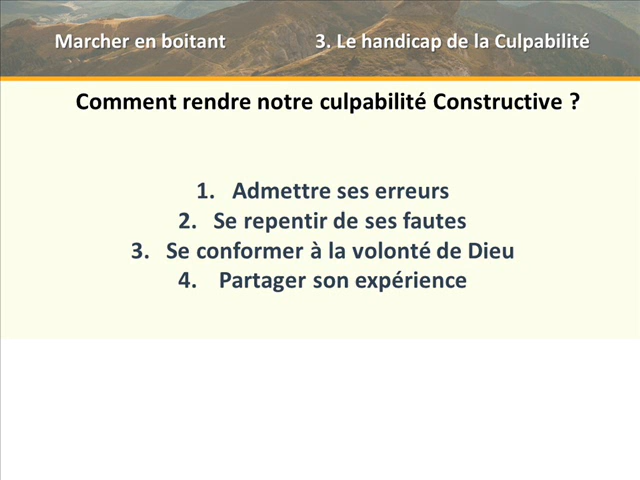 Marcher en boitant 3. Le handicap de la Culpabilité
Comment rendre notre culpabilité Constructive ?
1. Admettre ses erreurs
2. Se repentir de ses fautes
3. Se conformer à la volonté de Dieu
4. Partager son expérience